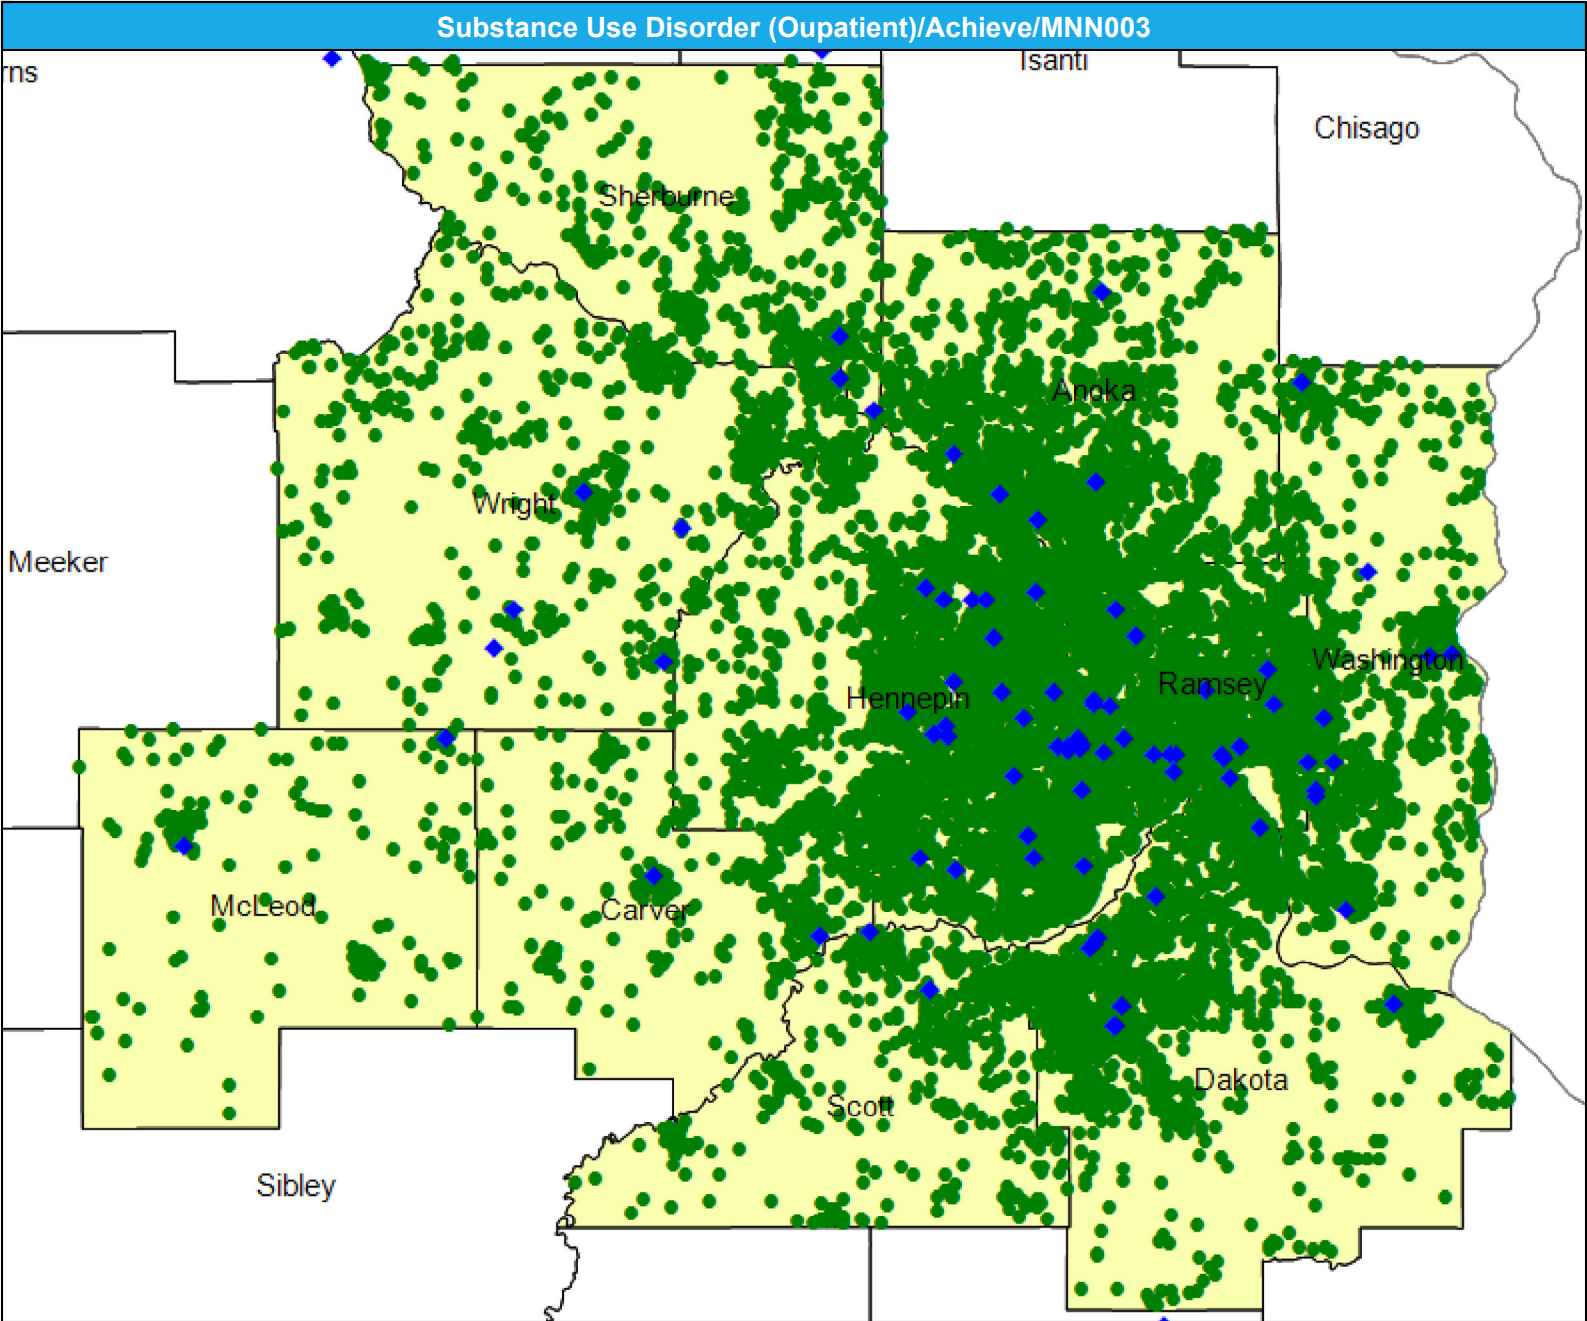 Substance Use Disorder (Oupatient)/Achieve/MNN003
rns
Isanti
Chisago
Sherburne
Anoka
Wright
Meeker
Washington
Ramsey
Hennepin
McLeod
Carver
Dakota
Scott
Sibley